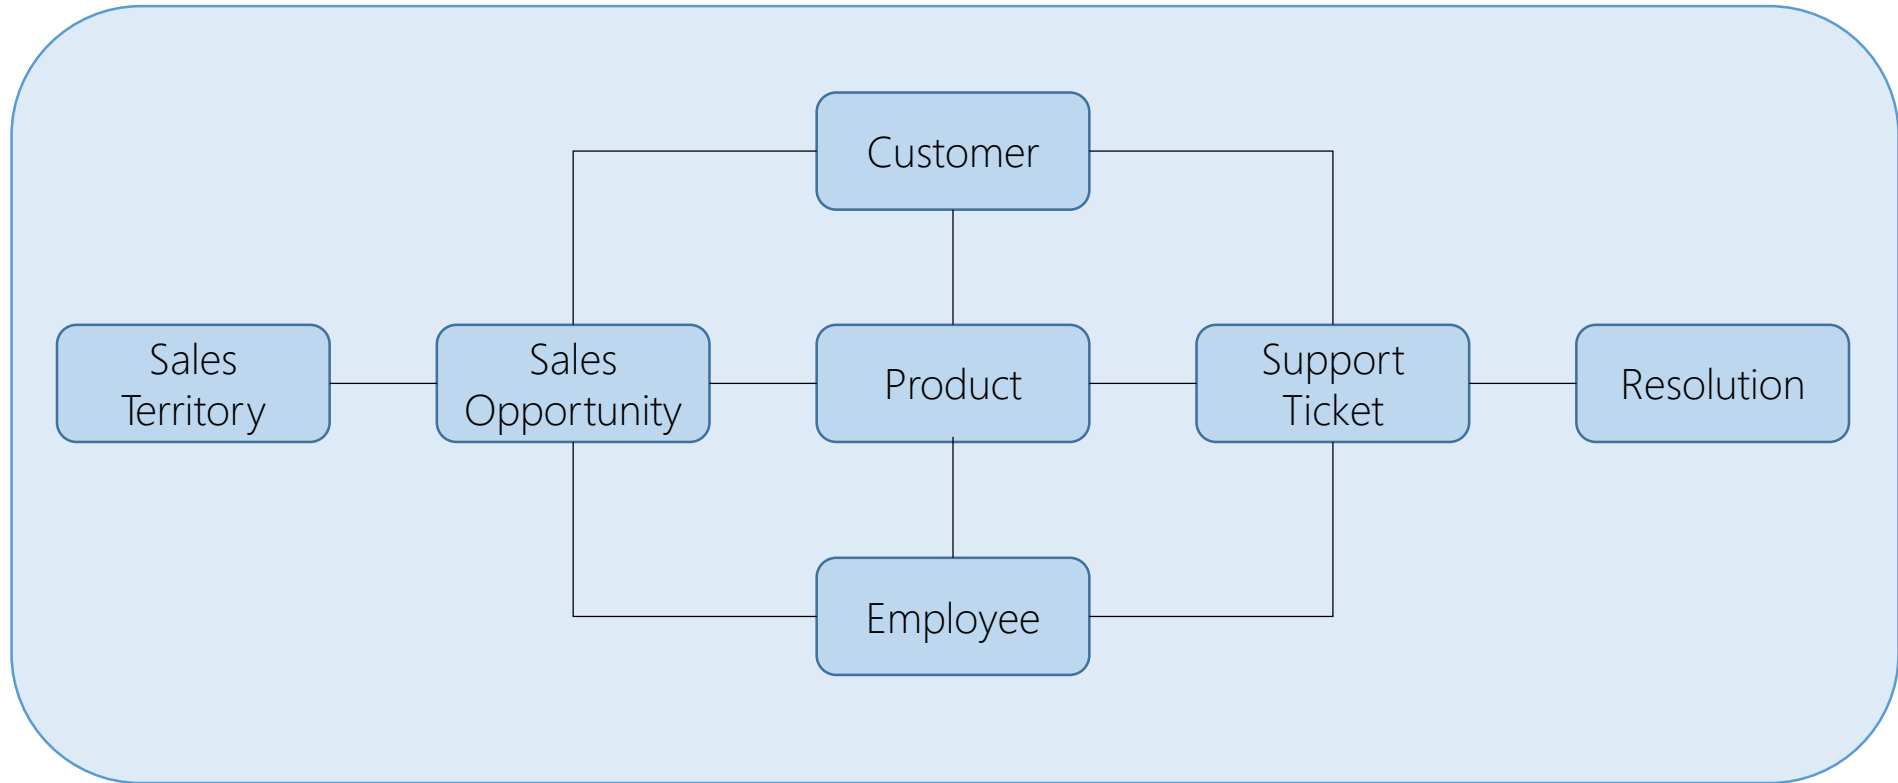 Customer
Sales
Territory
Sales
Opportunity
Product
Support
Ticket
Resolution
Employee